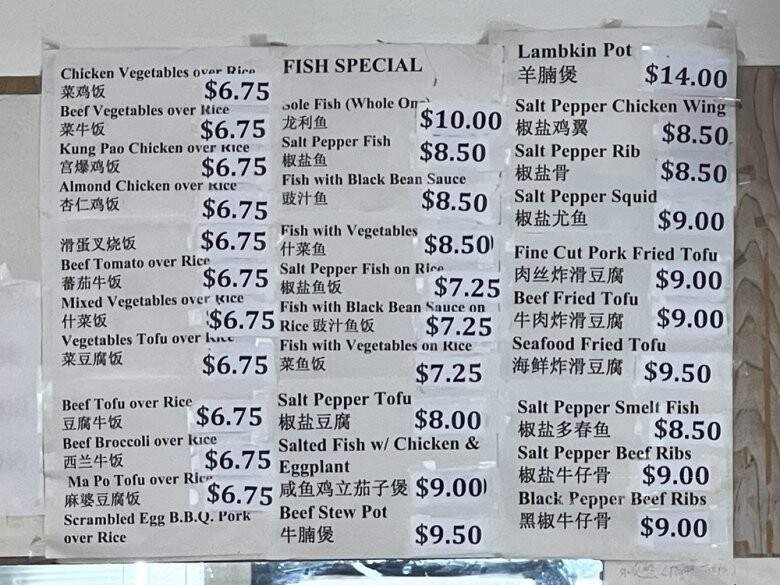 Chicken Vegetables over Rice
菜鸡饭 $6.75
Beef Vegetables over Rice
菜牛饭 $6.75
Kung Pao Chicken over Rice
宫爆鸡饭 $6.75
Almond Chicken over Rice
杏仁鸡饭 $6.75
滑蛋叉烧饭 $6.75
Beef Tomato over Rice
蕃茄牛饭 $6.75
Mixed Vegetables over Rice
什菜饭 $6.75
Vegetables Tofu over Rice
菜豆腐饭 $6.75
Beef Tofu over Rice
豆腐牛饭 $6.75
Beef Broccoli over Rice
西兰牛饭 $6.75
Ma Po Tofu over Rice
麻婆豆腐饭 $6.75
Scrambled Egg B.B.Q. Pork
over Rice
FISH SPECIAL
Sole Fish (Whole One)
龙利鱼 $10.00
Salt Pepper Fish
椒盐鱼 $8.50
Fish with Black Bean Sauce
豉汁鱼 $8.50
Fish with Vegetables
什菜鱼 $8.50
Salt Pepper Fish on Rice
椒盐鱼饭 $7.25
Fish with Black Bean Sauce on
Rice 豉汁鱼饭 $7.25
Fish with Vegetables on Rice
菜鱼饭 $7.25
Salt Pepper Tofu
椒盐豆腐 $8.00
Salted Fish w/ Chicken &
Eggplant
咸鱼鸡立茄子煲 $9.00
Beef Stew Pot
牛腩煲 $9.50
Lambkin Pot
羊腩煲 $14.00
Salt Pepper Chicken Wing
椒盐鸡翼 $8.50
Salt Pepper Rib
椒盐骨 $8.50
Salt Pepper Squid
椒盐尤鱼 $9.00
Fine Cut Pork Fried Tofu
肉丝炸滑豆腐 $9.00
Beef Fried Tofu
牛肉炸滑豆腐 $9.00
Seafood Fried Tofu
海鲜炸滑豆腐 $9.50
Salt Pepper Smelt Fish
椒盐多春鱼 $8.50
Salt Pepper Beef Ribs
椒盐牛仔骨 $9.00
Black Pepper Beef Ribs
黑椒牛仔骨 $9.00